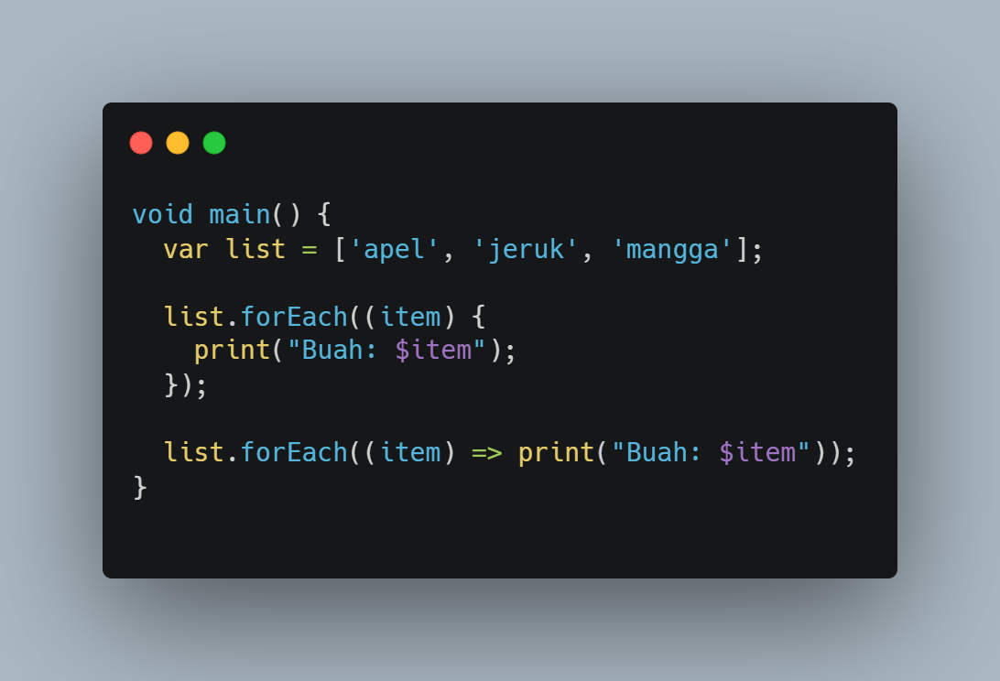 void main() {
  var list = ['apel', 'jeruk', 'mangga'];

  list.forEach((item) {
    print("Buah: $item");
  });

  list.forEach((item) => print("Buah: $item"));
}